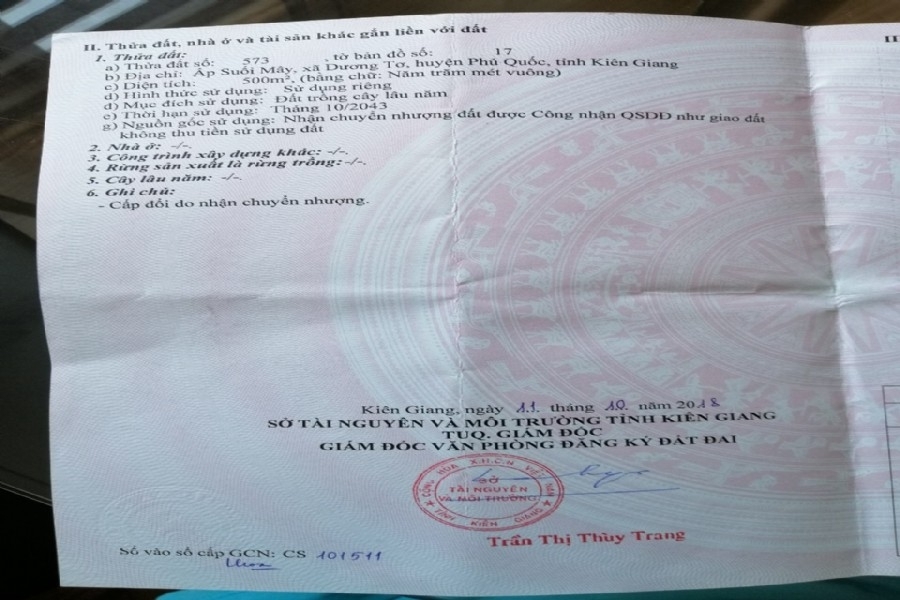 II. Thửa đất, nhà ở và tài sản khác gắn liền với đất
1. Thửa đất:
a) Thửa đất số: 573 , tờ bản đồ số: 17
b) Địa chỉ: Ấp Suối Mây, xã Dương Tơ, huyện Phú Quốc, tỉnh Kiên Giang
c) Diện tích: 500m², (bằng chữ: Năm trăm mét vuông)
d) Hình thức sử dụng: Sử dụng riêng
đ) Mục đích sử dụng: Đất trồng cây lâu năm
e) Thời hạn sử dụng: Tháng 10/2043
g) Nguồn gốc sử dụng: Nhận chuyển nhượng đất được Công nhận QSDĐ như giao đất
không thu tiền sử dụng đất
2. Nhà ở: -/-.
3. Công trình xây dựng khác: -/-.
4. Rừng sản xuất là rừng trồng: -/-.
5. Cây lâu năm: -/-.
6. Ghi chú:
- Cấp đổi do nhận chuyển nhượng.
II
Kiên Giang, ngày 11 tháng 10 năm 2018
SỞ TÀI NGUYÊN VÀ MÔI TRƯỜNG TỈNH KIÊN GIANG
TUQ. GIÁM ĐỐC
GIÁM ĐỐC VĂN PHÒNG ĐĂNG KÝ ĐẤT ĐAI
CỘNG HÒA X.H.C.N VIỆT NAM
SỞ
TÀI NGUYÊN
VÀ MÔI TRƯỜNG
TỈNH KIÊN GIANG
Trần Thị Thùy Trang
Số vào sổ cấp GCN: CS 101511